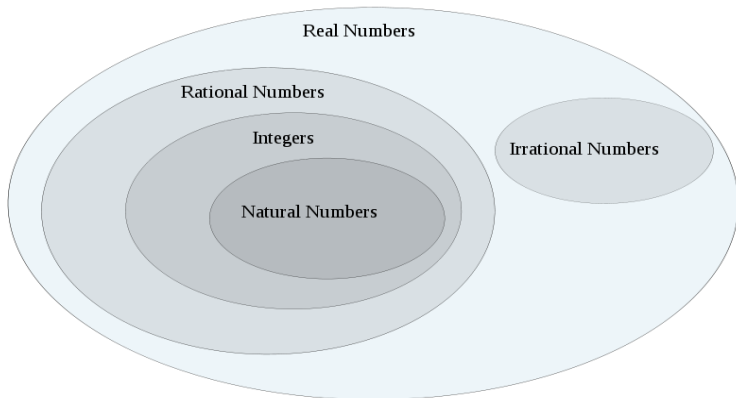 Real Numbers
Rational Numbers
Integers
Irrational Numbers
Natural Numbers